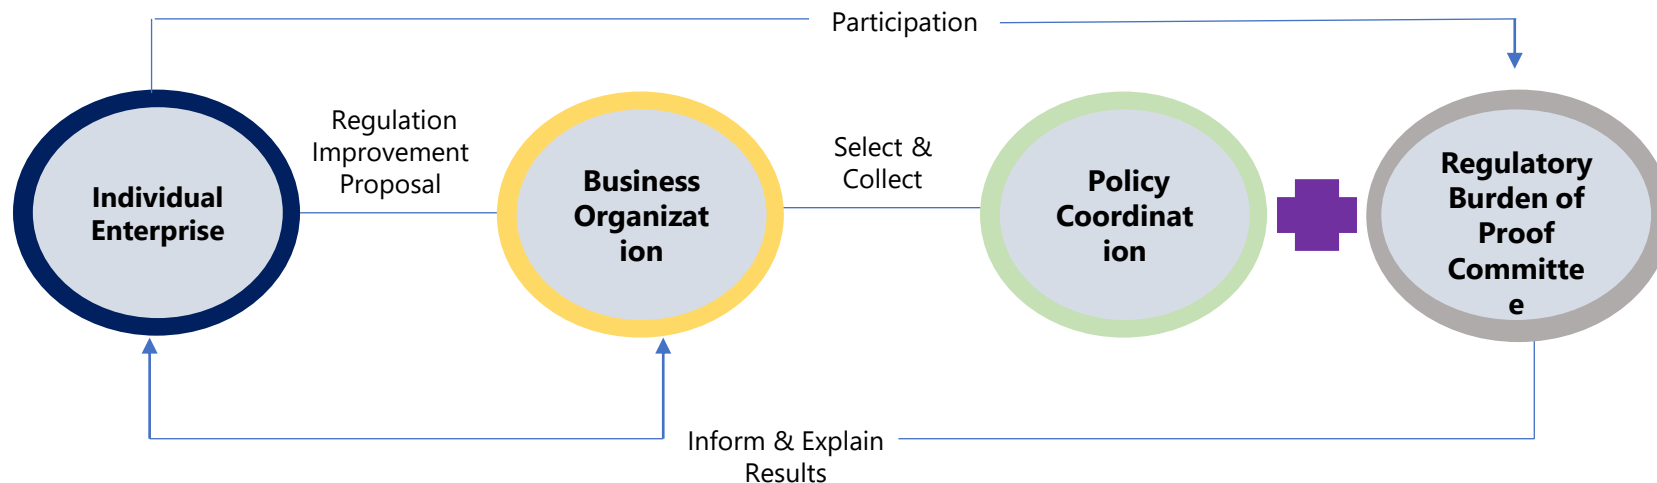 Participation
Individual
Enterprise
Regulation
Improvement
Proposal
Business
Organizat
ion
Select &
Collect
Policy
Coordinat
ion
Regulatory
Burden of
Proof
Committe
e
Inform & Explain
Results